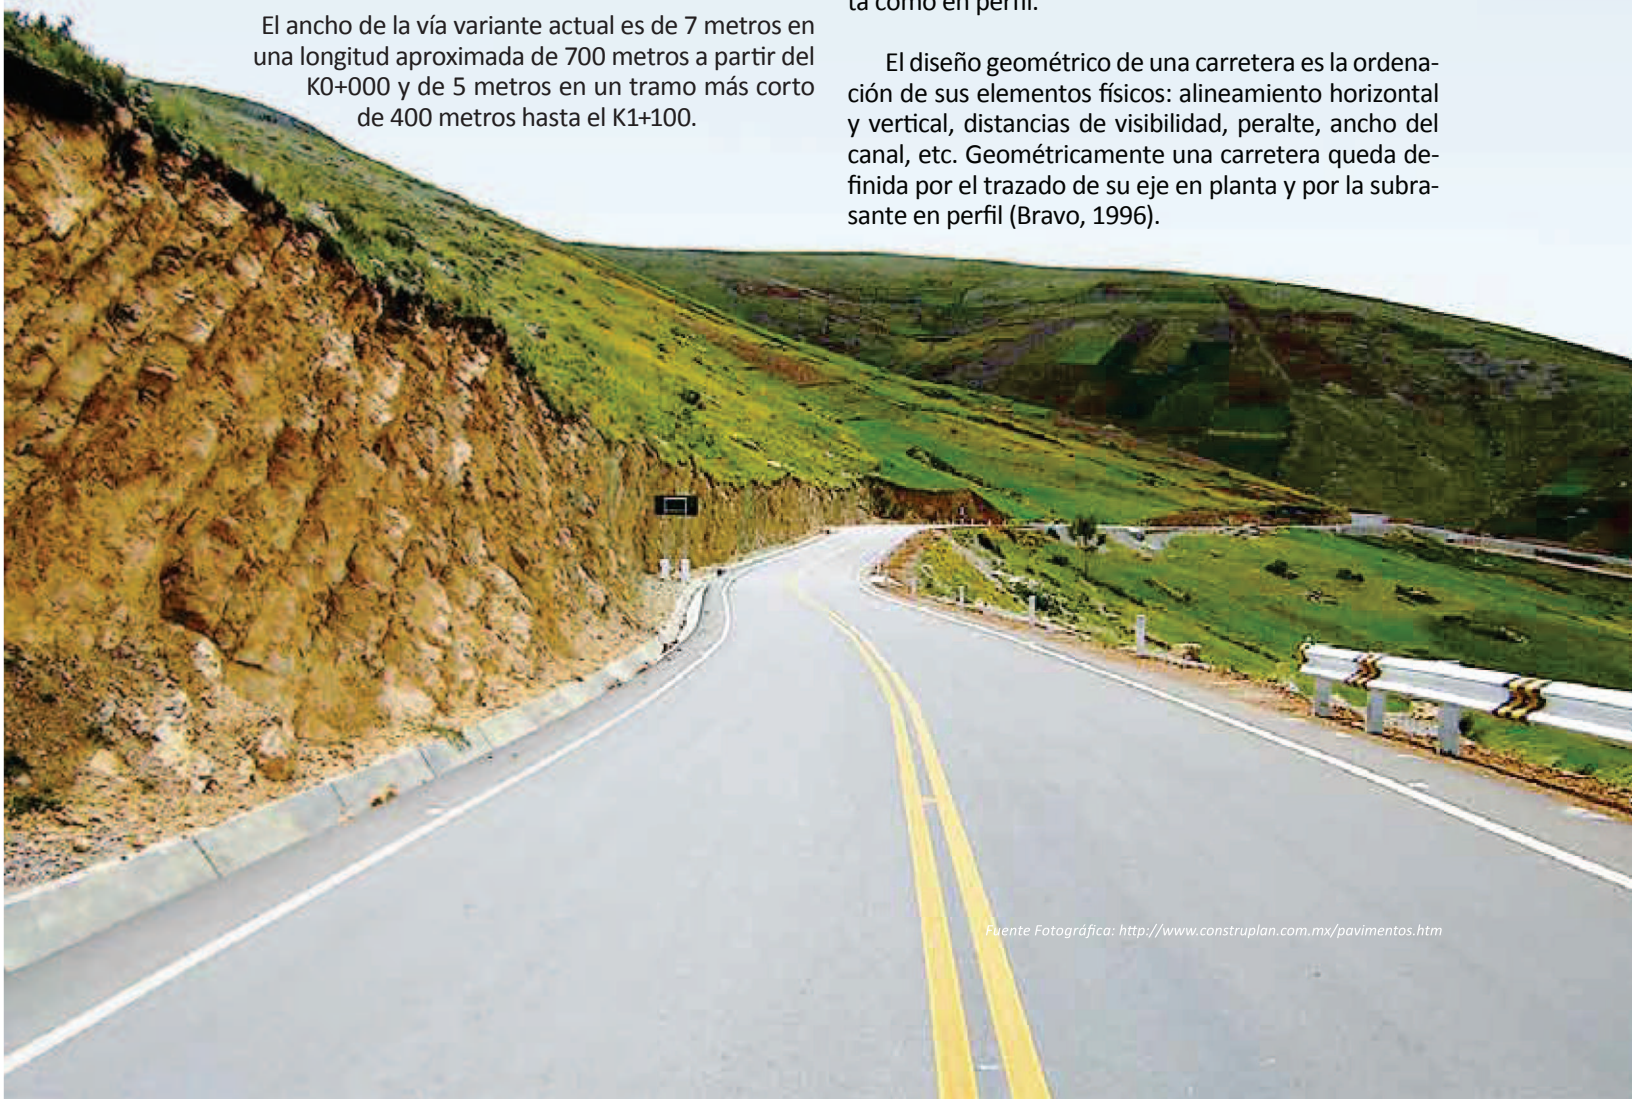 El ancho de la vía variante actual es de 7 metros en
una longitud aproximada de 700 metros a partir del
K0+000 y de 5 metros en un tramo más corto
de 400 metros hasta el K1+100.
ta como en perfil.
El diseño geométrico de una carretera es la ordena-
ción de sus elementos físicos: alineamiento horizontal
y vertical, distancias de visibilidad, peralte, ancho del
canal, etc. Geométricamente una carretera queda de-
finida por el trazado de su eje en planta y por la subra-
sante en perfil (Bravo, 1996).
Fuente Fotográfica: http://www.construplan.com.mx/pavimentos.htm